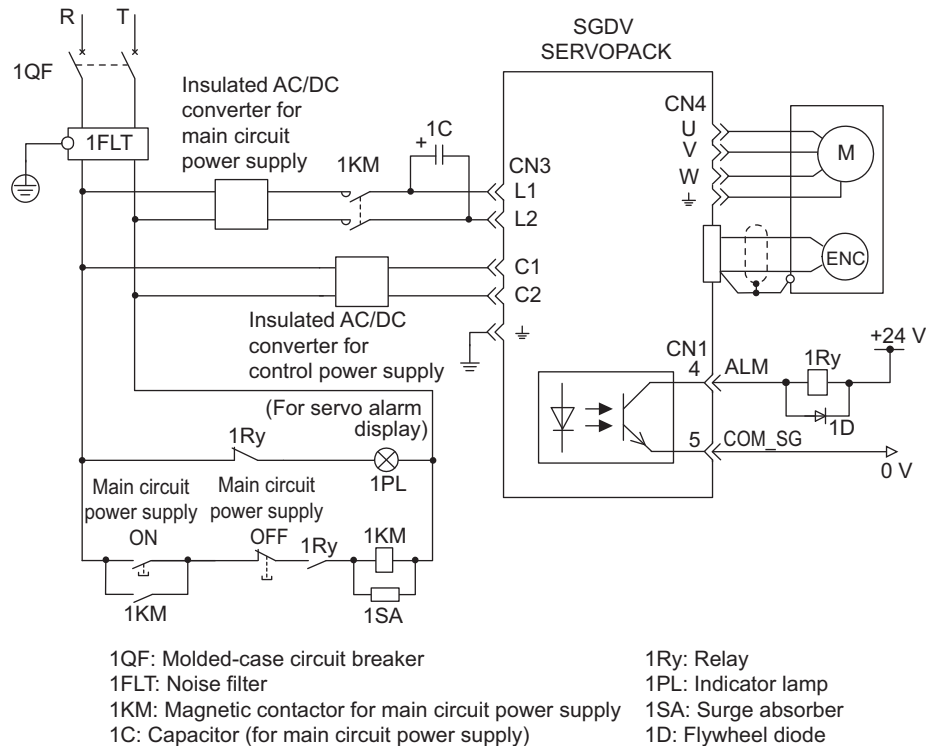 R T
SGDV
SERVOPACK
1QF
Insulated AC/DC
converter for
main circuit
power supply
1FLT
1KM
+
1C
CN3
L1
L2
C1
C2
CN4
U
V
W
M
ENC
Insulated AC/DC
converter for
control power supply
CN1
4 ALM
1Ry
+24 V
1D
5 COM_SG
0 V
(For servo alarm
display)
1Ry
1PL
Main circuit
power supply
ON
Main circuit
power supply
OFF
1Ry
1KM
1KM
1SA
1QF: Molded-case circuit breaker
1FLT: Noise filter
1KM: Magnetic contactor for main circuit power supply
1C: Capacitor (for main circuit power supply)
1Ry: Relay
1PL: Indicator lamp
1SA: Surge absorber
1D: Flywheel diode